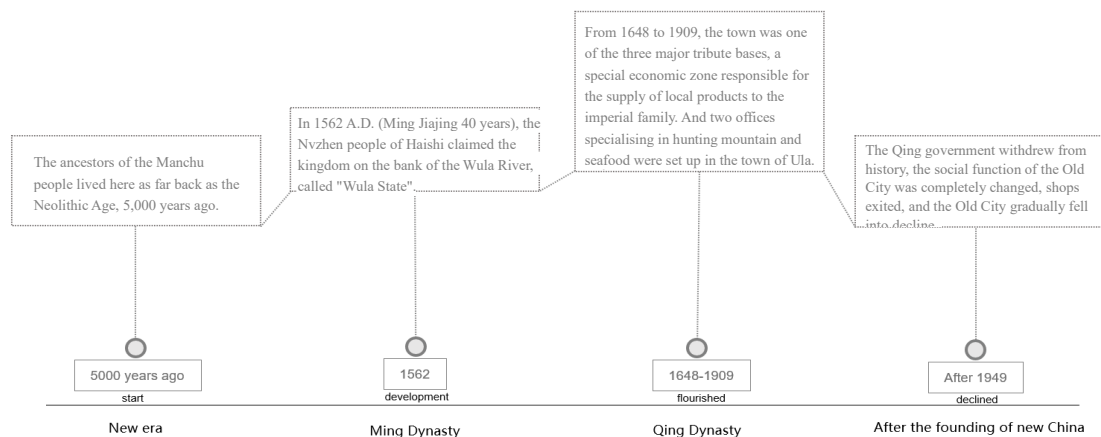 The ancestors of the Manchu
people lived here as far back as the
Neolithic Age, 5,000 years ago.
In 1562 A.D. (Ming Jiajing 40 years), the
Nvzhen people of Haishi claimed the
kingdom on the bank of the Wula River,
called "Wula State"
From 1648 to 1909, the town was one
of the three major tribute bases, a
special economic zone responsible for
the supply of local products to the
imperial family. And two offices
specialising in hunting mountain and
seafood were set up in the town of Ula.
The Qing government withdrew from
history, the social function of the Old
City was completely changed, shops
exited, and the Old City gradually fell
into decline
5000 years ago
start
New era
1562
development
Ming Dynasty
1648-1909
flourished
Qing Dynasty
After 1949
declined
After the founding of new China